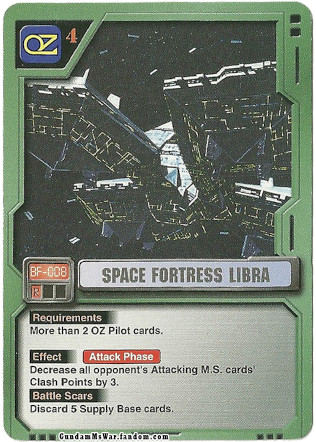 OZ 4
BF-008 SPACE FORTRESS LIBRA
R
Requirements
More than 2 OZ Pilot cards.
Effect Attack Phase
Decrease all opponent's Attacking M.S. cards'
Clash Points by 3.
Battle Scars
Discard 5 Supply Base cards.
GundamMsWar.fandom.com